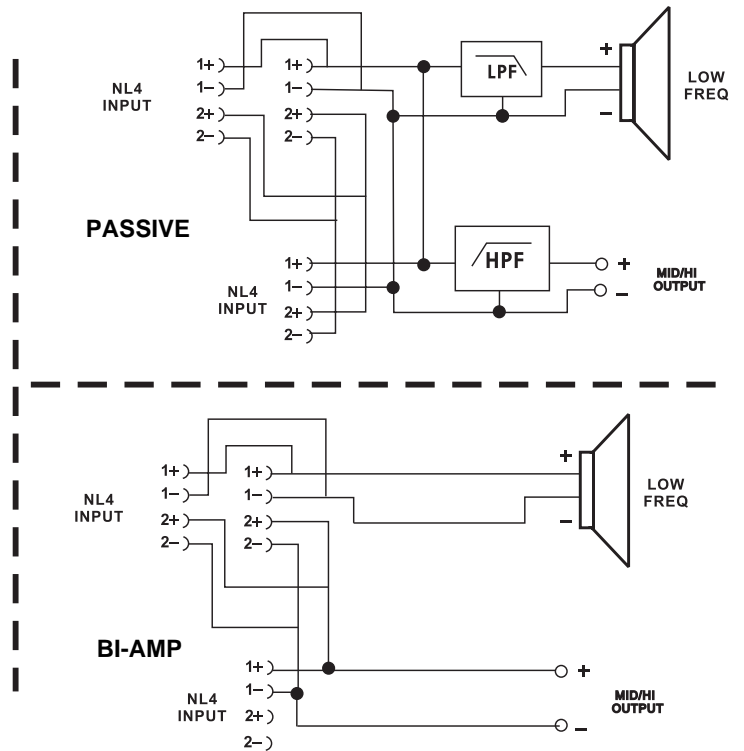 1+ 1+
1– 1–
2+ 2+
2– 2–
NL4
INPUT
LPF
+
–
LOW
FREQ
PASSIVE
1+
1–
2+
2–
NL4
INPUT
HPF
+
–
MID/HI
OUTPUT
1+ 1+
1– 1–
2+ 2+
2– 2–
NL4
INPUT
+
–
LOW
FREQ
BI-AMP
1+
1–
2+
2–
NL4
INPUT
+
–
MID/HI
OUTPUT